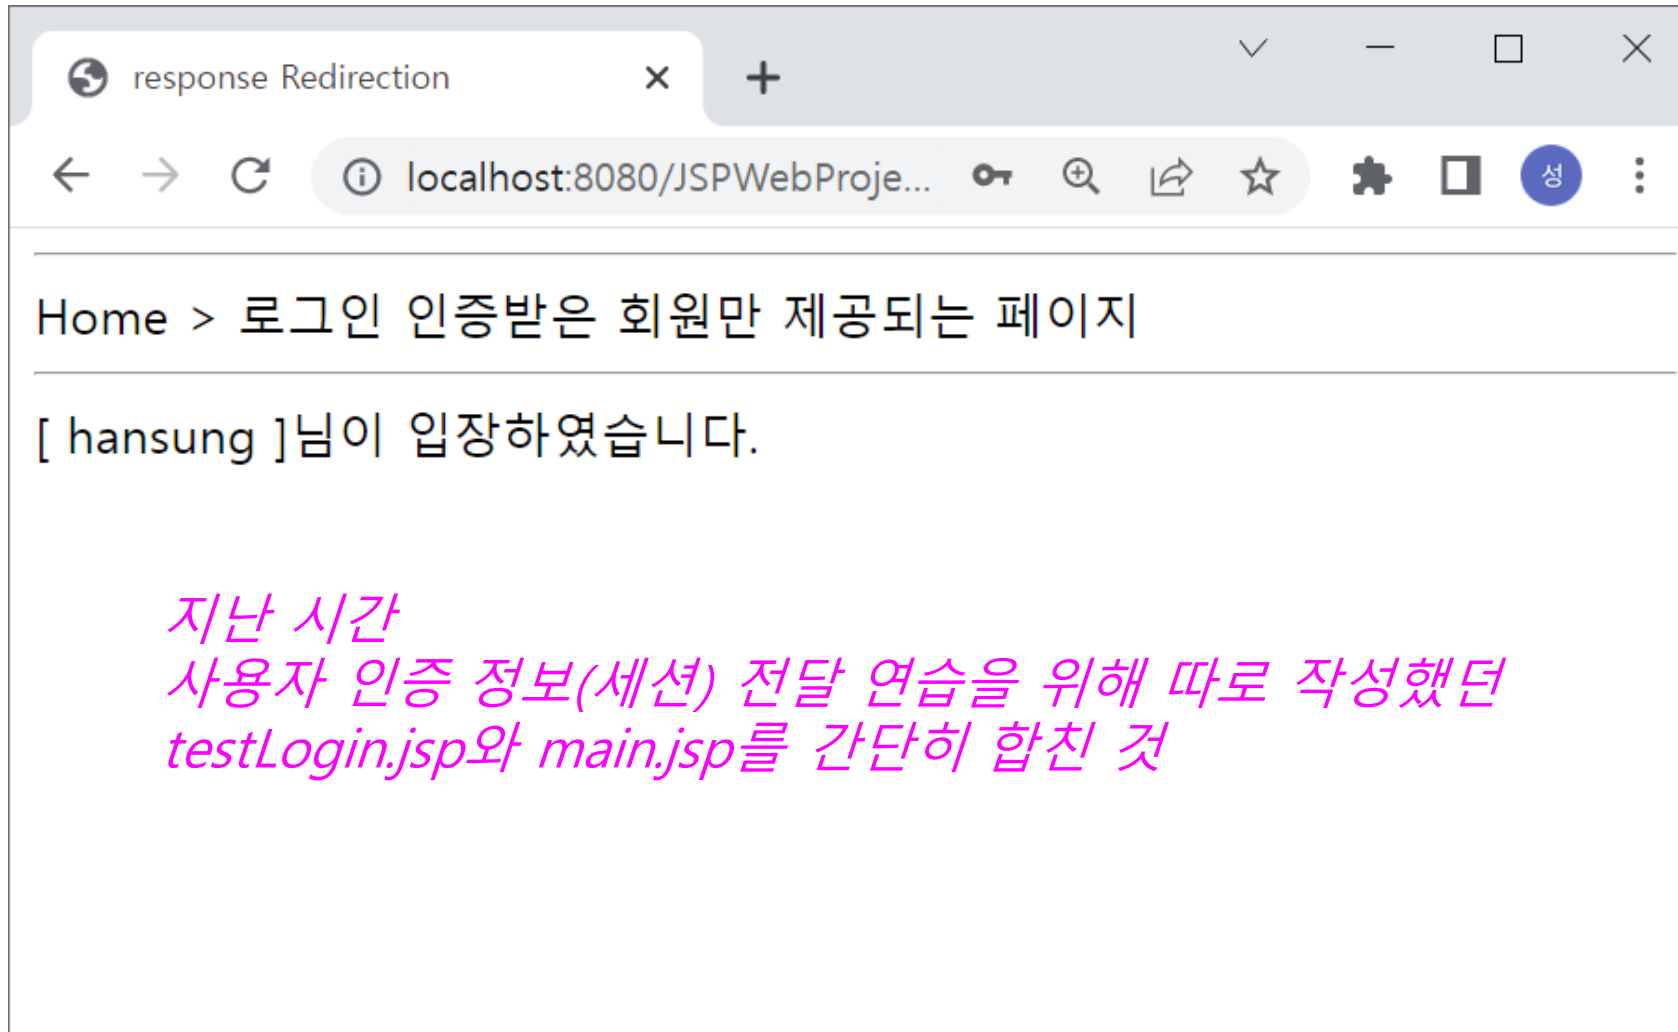 response Redirection
localhost:8080/JSPWebProje...
성
Home > 로그인 인증받은 회원만 제공되는 페이지
[ hansung ]님이 입장하였습니다.
지난 시간
사용자 인증 정보(세션) 전달 연습을 위해 따로 작성했던
testLogin.jsp와 main.jsp를 간단히 합친 것